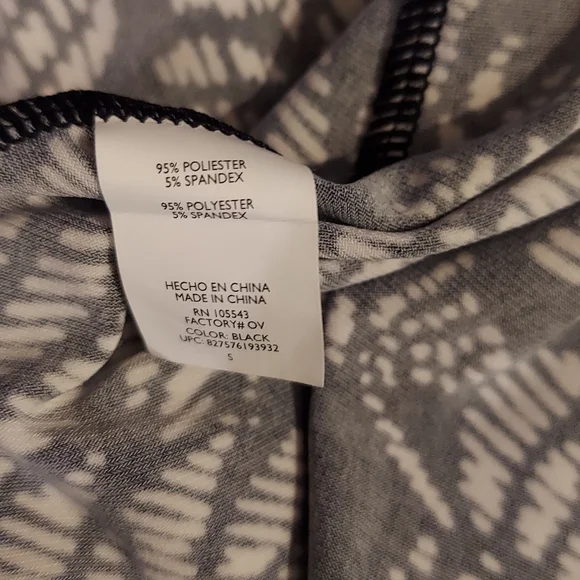 95% POLIESTER
5% SPANDEX
95% POLYESTER
5% SPANDEX
HECHO EN CHINA
MADE IN CHINA
RN 105543
FACTORY# OV
COLOR: BLACK
UPC: 827576193932
S